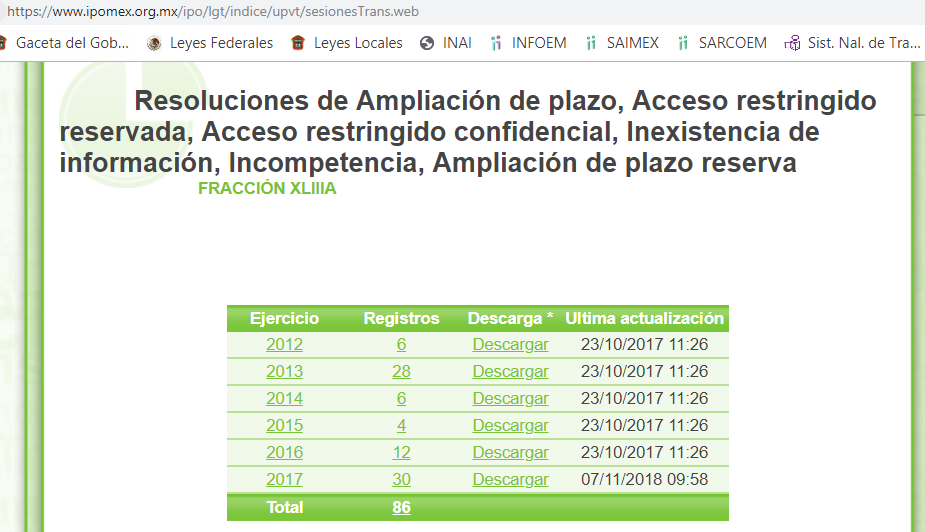 https://www.ipomex.org.mx/ipo/lgt/indice/upvt/sesionesTrans.web
Gaceta del Gob... Leyes Federales Leyes Locales INAI INFOEM SAIMEX SARCOEM Sist. Nal. de Tra...
Resoluciones de Ampliación de plazo, Acceso restringido
reservada, Acceso restringido confidencial, Inexistencia de
información, Incompetencia, Ampliación de plazo reserva
FRACCIÓN XLIIIA
Ejercicio Registros Descarga * Ultima actualización
2012 6 Descargar 23/10/2017 11:26
2013 28 Descargar 23/10/2017 11:26
2014 6 Descargar 23/10/2017 11:26
2015 4 Descargar 23/10/2017 11:26
2016 12 Descargar 23/10/2017 11:26
2017 30 Descargar 07/11/2018 09:58
Total 86